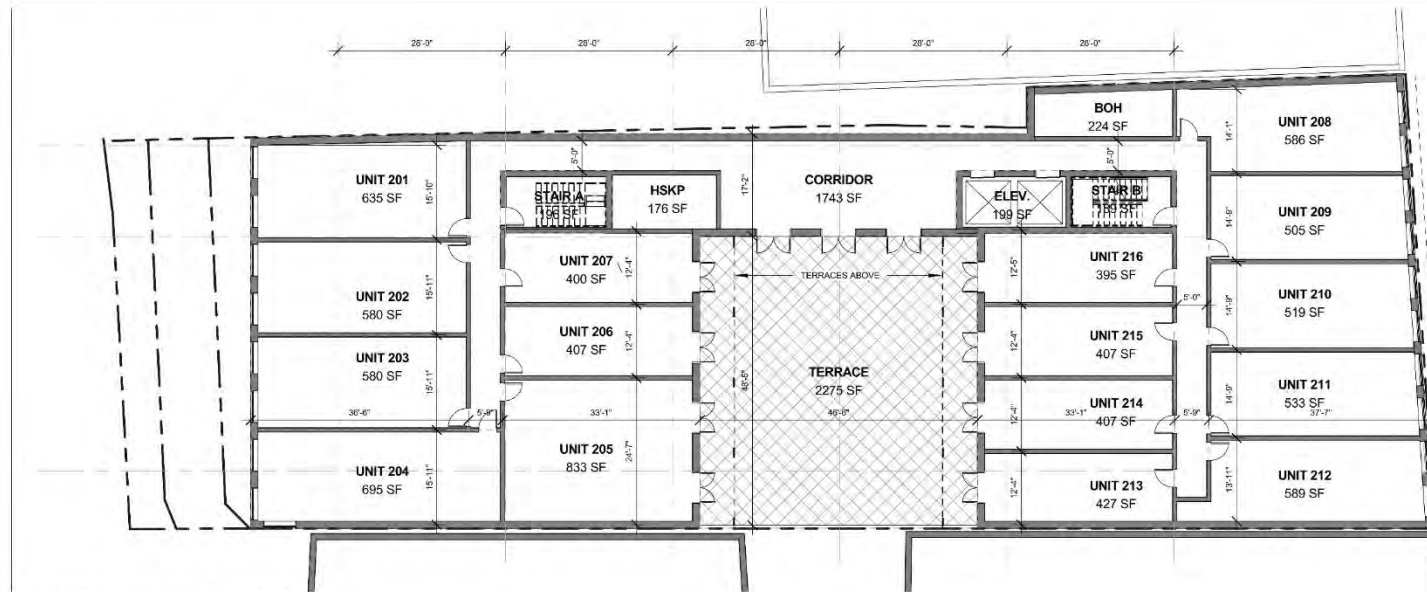 28'-0" 28'-0" 28'-0" 28'-0" 28'-0"
BOH
224 SF
UNIT 208
586 SF
14'-1"
UNIT 201
635 SF
15'-10"
5'-0"
17'-2"
5'-0"
STAIR A
196 SF
HSKP
176 SF
CORRIDOR
1743 SF
ELEV.
199 SF
STAIR B
UNIT 209
505 SF
14'-9"
UNIT 202
580 SF
15'-11"
UNIT 207
400 SF
12'-4"
TERRACES ABOVE
UNIT 216
395 SF
12'-5"
5'-0"
UNIT 210
519 SF
14'-9"
UNIT 203
580 SF
15'-11"
UNIT 206
407 SF
12'-4"
TERRACE
2275 SF
48'-5"
UNIT 215
407 SF
12'-4"
UNIT 211
533 SF
14'-9"
36'-6" 5'-9" 33'-1" 46'-6" 33'-1" 5'-9" 37'-7"
UNIT 214
407 SF
12'-4"
UNIT 204
695 SF
15'-11"
UNIT 205
833 SF
24'-7"
UNIT 213
427 SF
12'-4"
UNIT 212
589 SF
13'-11"